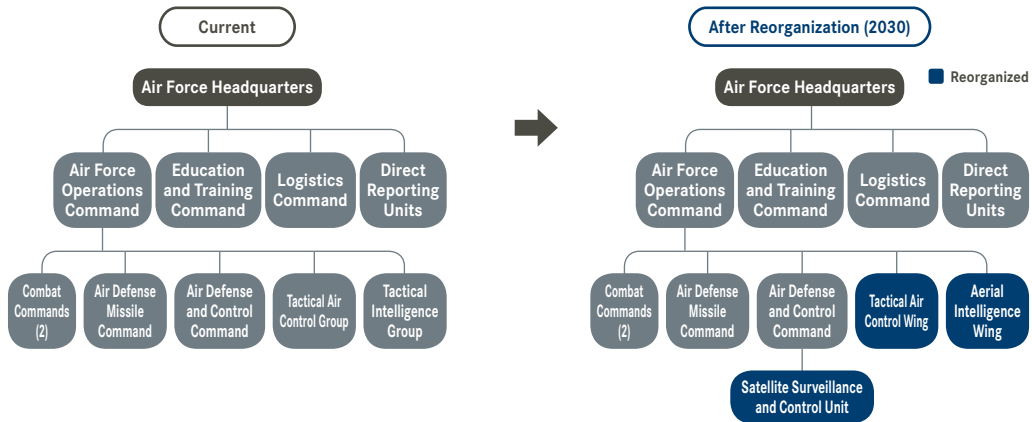 Current
Air Force Headquarters
Air Force
Operations
Command
Education
and Training
Command
Logistics
Command
Direct
Reporting
Units
Combat
Commands
(2)
Air Defense
Missile
Command
Air Defense
and Control
Command
Tactical Air
Control Group
Tactical
Intelligence
Group
After Reorganization (2030)
Reorganized
Air Force Headquarters
Air Force
Operations
Command
Education
and Training
Command
Logistics
Command
Direct
Reporting
Units
Combat
Commands
(2)
Air Defense
Missile
Command
Air Defense
and Control
Command
Tactical Air
Control Wing
Aerial
Intelligence
Wing
Satellite Surveillance
and Control Unit